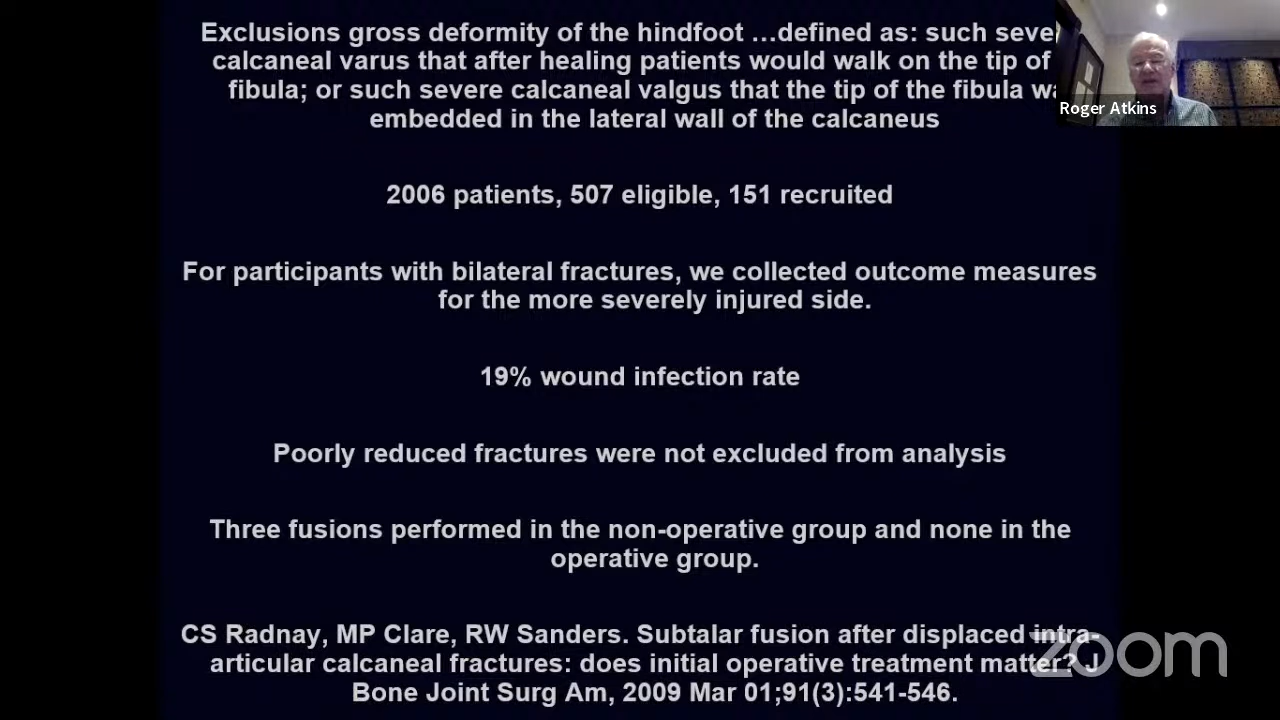 Exclusions gross deformity of the hindfoot …defined as: such seve
calcaneal varus that after healing patients would walk on the tip of
fibula; or such severe calcaneal valgus that the tip of the fibula wa
embedded in the lateral wall of the calcaneus
Roger Atkins
2006 patients, 507 eligible, 151 recruited
For participants with bilateral fractures, we collected outcome measures
for the more severely injured side.
19% wound infection rate
Poorly reduced fractures were not excluded from analysis
Three fusions performed in the non-operative group and none in the
operative group.
CS Radnay, MP Clare, RW Sanders. Subtalar fusion after displaced intra-
articular calcaneal fractures: does initial operative treatment matter? J
Bone Joint Surg Am, 2009 Mar 01;91(3):541-546.
zoom